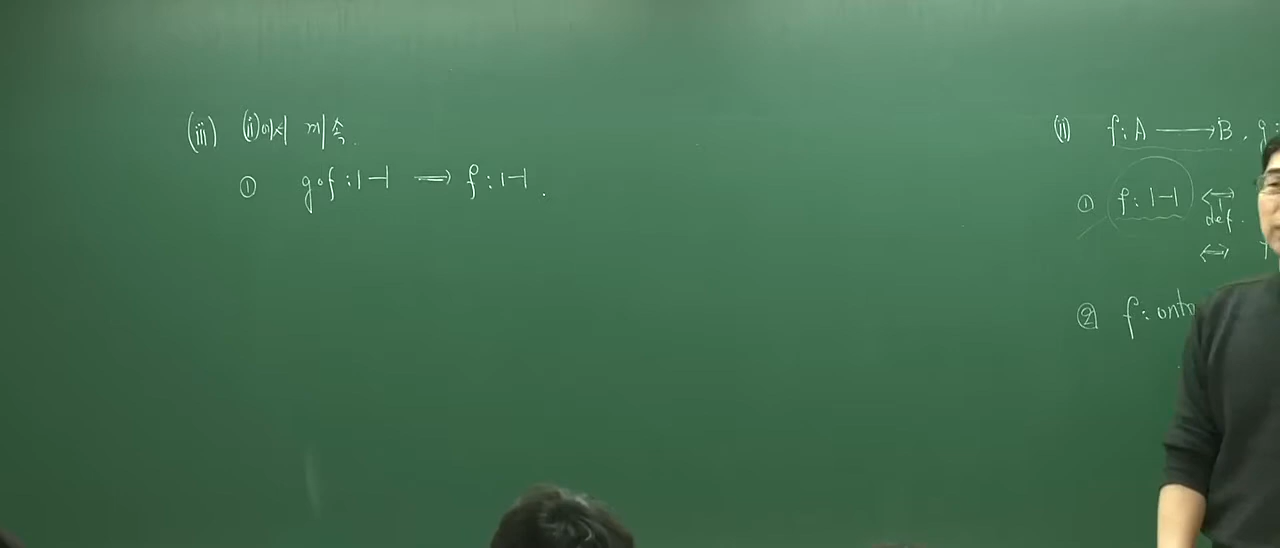 (iii) (ii)에서 계속.
① g∘f : 1-1 ⟹ f : 1-1 .
(ii) f : A ⟶ B , g :
① f : 1-1 ⟺
def.
⟺
② f : onto